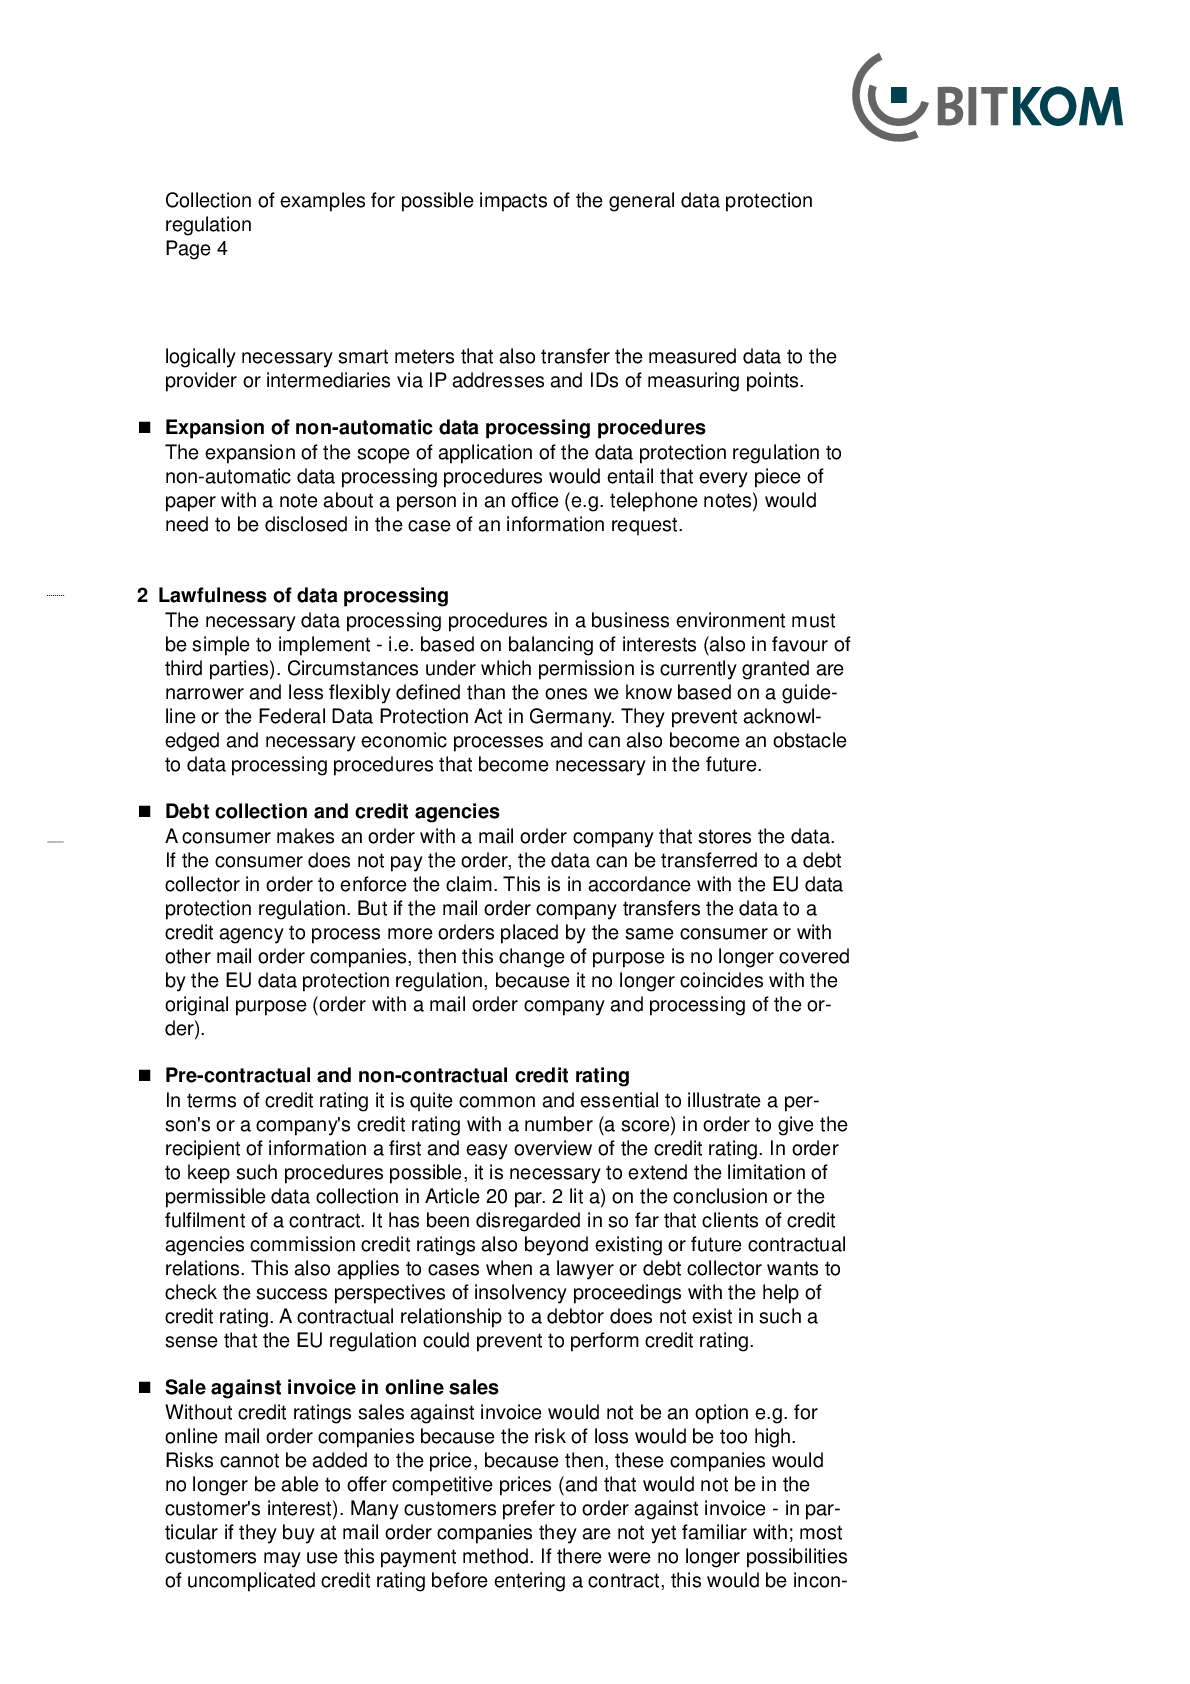 BITKOM
Collection of examples for possible impacts of the general data protection
regulation
Page 4
logically necessary smart meters that also transfer the measured data to the
provider or intermediaries via IP addresses and IDs of measuring points.
■ Expansion of non-automatic data processing procedures
The expansion of the scope of application of the data protection regulation to
non-automatic data processing procedures would entail that every piece of
paper with a note about a person in an office (e.g. telephone notes) would
need to be disclosed in the case of an information request.
2 Lawfulness of data processing
The necessary data processing procedures in a business environment must
be simple to implement - i.e. based on balancing of interests (also in favour of
third parties). Circumstances under which permission is currently granted are
narrower and less flexibly defined than the ones we know based on a guide-
line or the Federal Data Protection Act in Germany. They prevent acknowl-
edged and necessary economic processes and can also become an obstacle
to data processing procedures that become necessary in the future.
■ Debt collection and credit agencies
A consumer makes an order with a mail order company that stores the data.
If the consumer does not pay the order, the data can be transferred to a debt
collector in order to enforce the claim. This is in accordance with the EU data
protection regulation. But if the mail order company transfers the data to a
credit agency to process more orders placed by the same consumer or with
other mail order companies, then this change of purpose is no longer covered
by the EU data protection regulation, because it no longer coincides with the
original purpose (order with a mail order company and processing of the or-
der).
■ Pre-contractual and non-contractual credit rating
In terms of credit rating it is quite common and essential to illustrate a per-
son's or a company's credit rating with a number (a score) in order to give the
recipient of information a first and easy overview of the credit rating. In order
to keep such procedures possible, it is necessary to extend the limitation of
permissible data collection in Article 20 par. 2 lit a) on the conclusion or the
fulfilment of a contract. It has been disregarded in so far that clients of credit
agencies commission credit ratings also beyond existing or future contractual
relations. This also applies to cases when a lawyer or debt collector wants to
check the success perspectives of insolvency proceedings with the help of
credit rating. A contractual relationship to a debtor does not exist in such a
sense that the EU regulation could prevent to perform credit rating.
■ Sale against invoice in online sales
Without credit ratings sales against invoice would not be an option e.g. for
online mail order companies because the risk of loss would be too high.
Risks cannot be added to the price, because then, these companies would
no longer be able to offer competitive prices (and that would not be in the
customer's interest). Many customers prefer to order against invoice - in par-
ticular if they buy at mail order companies they are not yet familiar with; most
customers may use this payment method. If there were no longer possibilities
of uncomplicated credit rating before entering a contract, this would be incon-